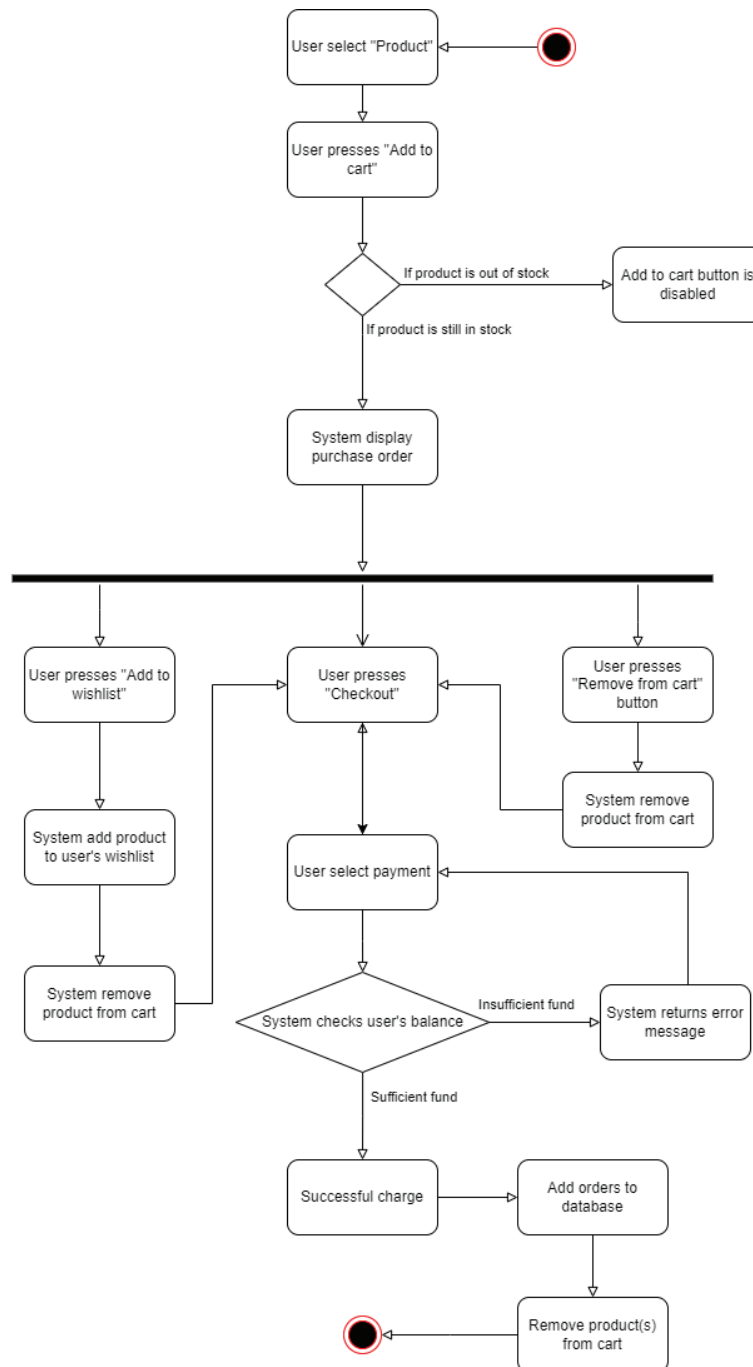 User select "Product"
User presses "Add to
cart"
If product is out of stock
Add to cart button is
disabled
If product is still in stock
System display
purchase order
User presses "Add to
wishlist"
User presses
"Checkout"
User presses
"Remove from cart"
button
System remove
product from cart
System add product
to user's wishlist
User select payment
System remove
product from cart
System checks user's balance
Insufficient fund
System returns error
message
Sufficient fund
Successful charge
Add orders to
database
Remove product(s)
from cart